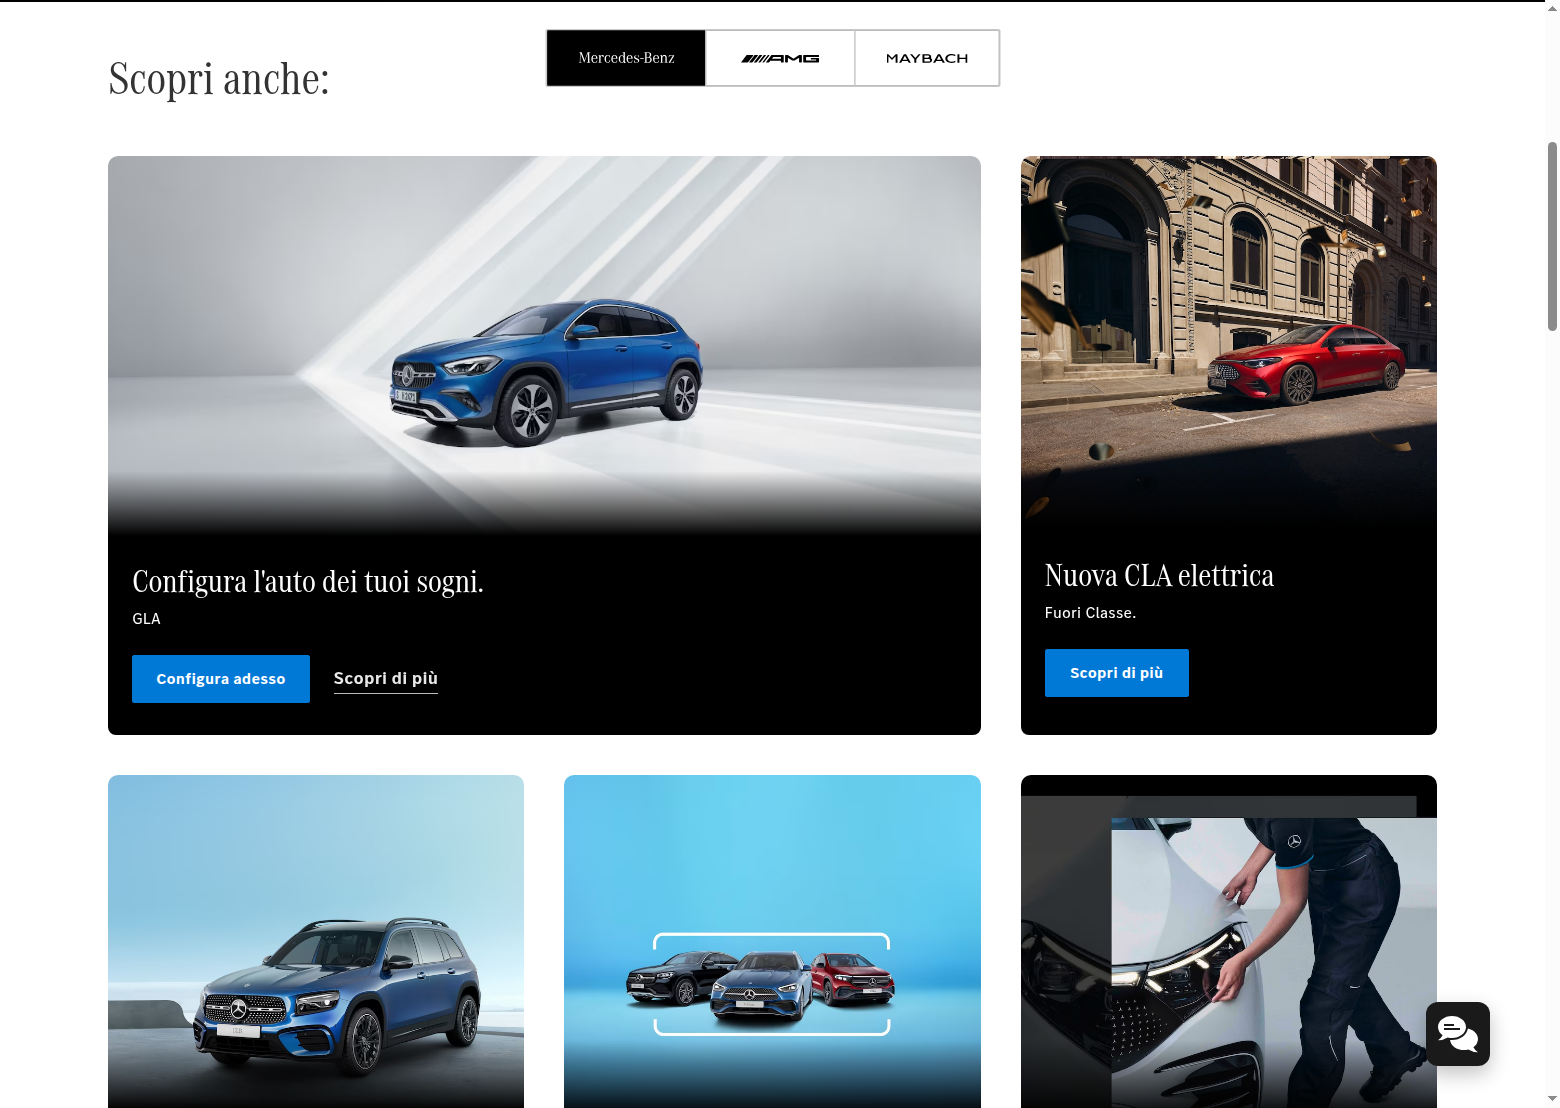 Scopri anche:
Mercedes-Benz
AMG
MAYBACH
Configura l'auto dei tuoi sogni.
GLA
Configura adesso
Scopri di più
Nuova CLA elettrica
Fuori Classe.
Scopri di più